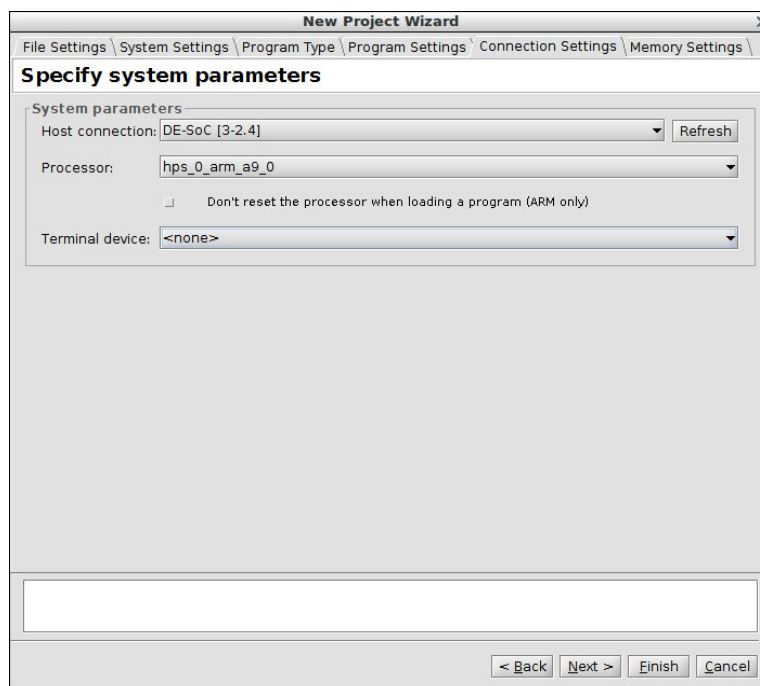 New Project Wizard
File Settings \ System Settings \ Program Type \ Program Settings \ Connection Settings \ Memory Settings \
Specify system parameters
System parameters
Host connection: DE-SoC [3-2.4] Refresh
Processor: hps_0_arm_a9_0
Don't reset the processor when loading a program (ARM only)
Terminal device: <none>
< Back Next > Finish Cancel